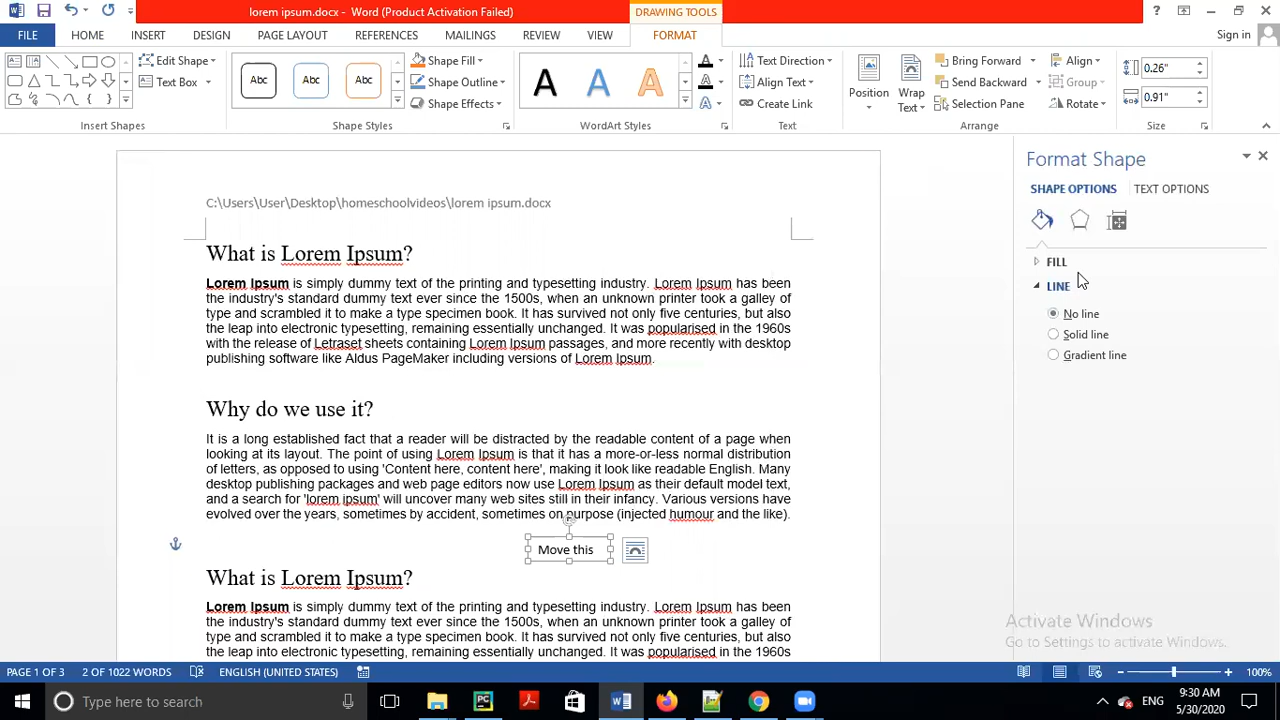 lorem ipsum.docx - Word (Product Activation Failed)
DRAWING TOOLS
?
FILE HOME INSERT DESIGN PAGE LAYOUT REFERENCES MAILINGS REVIEW VIEW FORMAT
Sign in
Edit Shape
Text Box
Insert Shapes
Abc Abc Abc
Shape Fill
Shape Outline
Shape Effects
Shape Styles
A A A
A
A
A
WordArt Styles
Text Direction
Align Text
Create Link
Text
Position
Wrap Text
Bring Forward
Send Backward
Selection Pane
Align
Group
Rotate
Arrange
0.26"
0.91"
Size
C:\Users\User\Desktop\homeschoolvideos\lorem ipsum.docx
What is Lorem Ipsum?
Lorem Ipsum is simply dummy text of the printing and typesetting industry. Lorem Ipsum has been
the industry's standard dummy text ever since the 1500s, when an unknown printer took a galley of
type and scrambled it to make a type specimen book. It has survived not only five centuries, but also
the leap into electronic typesetting, remaining essentially unchanged. It was popularised in the 1960s
with the release of Letraset sheets containing Lorem Ipsum passages, and more recently with desktop
publishing software like Aldus PageMaker including versions of Lorem Ipsum.
Why do we use it?
It is a long established fact that a reader will be distracted by the readable content of a page when
looking at its layout. The point of using Lorem Ipsum is that it has a more-or-less normal distribution
of letters, as opposed to using 'Content here, content here', making it look like readable English. Many
desktop publishing packages and web page editors now use Lorem Ipsum as their default model text,
and a search for 'lorem ipsum' will uncover many web sites still in their infancy. Various versions have
evolved over the years, sometimes by accident, sometimes on purpose (injected humour and the like).
Move this
What is Lorem Ipsum?
Lorem Ipsum is simply dummy text of the printing and typesetting industry. Lorem Ipsum has been
the industry's standard dummy text ever since the 1500s, when an unknown printer took a galley of
type and scrambled it to make a type specimen book. It has survived not only five centuries, but also
the leap into electronic typesetting, remaining essentially unchanged. It was popularised in the 1960s
Format Shape
SHAPE OPTIONS TEXT OPTIONS
FILL
LINE
No line
Solid line
Gradient line
Activate Windows
Go to Settings to activate Windows.
PAGE 1 OF 3 2 OF 1022 WORDS ENGLISH (UNITED STATES)
100%
Type here to search
ENG
9:30 AM
5/30/2020